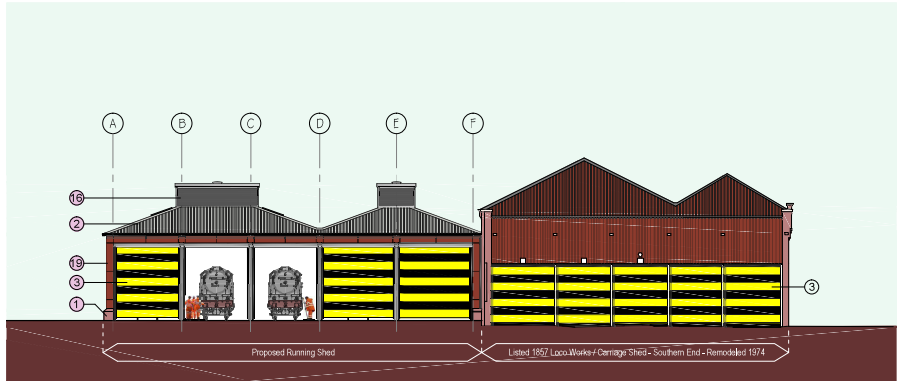 A B C D E F
16
2
19
3
3
1
Proposed Running Shed
Listed 1857 Loco Works / Carriage Shed - Southern End - Remodeled 1974